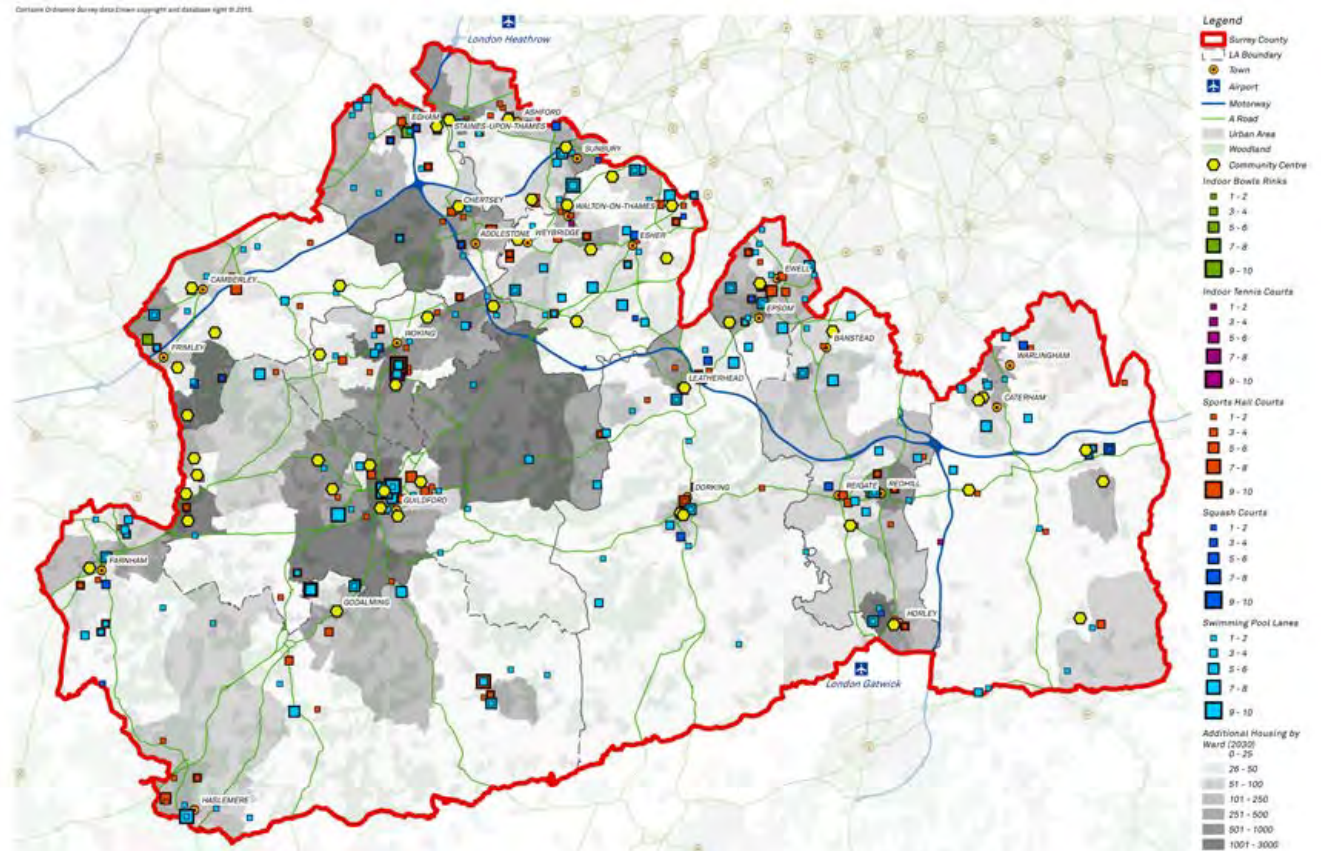 Contains Ordnance Survey data Crown copyright and database right © 2015.
London Heathrow
EGHAM
ASHFORD
STAINES-UPON-THAMES
SUNBURY
CHERTSEY
WALTON-ON-THAMES
ADDLESTONE
WEYBRIDGE
ESHER
CAMBERLEY
EWELL
EPSOM
FRIMLEY
WOKING
BANSTEAD
WARLINGHAM
LEATHERHEAD
CATERHAM
GUILDFORD
DORKING
REIGATE
REDHILL
FARNHAM
GODALMING
HORLEY
London Gatwick
HASLEMERE
Legend
Surrey County
LA Boundary
Town
Airport
Motorway
A Road
Urban Area
Woodland
Community Centre
Indoor Bowls Rinks
1 - 2
3 - 4
5 - 6
7 - 8
9 - 10
Indoor Tennis Courts
1 - 2
3 - 4
5 - 6
7 - 8
9 - 10
Sports Hall Courts
1 - 2
3 - 4
5 - 6
7 - 8
9 - 10
Squash Courts
1 - 2
3 - 4
5 - 6
7 - 8
9 - 10
Swimming Pool Lanes
1 - 2
3 - 4
5 - 6
7 - 8
9 - 10
Additional Housing by
Ward (2030)
0 - 25
26 - 50
51 - 100
101 - 250
251 - 500
501 - 1000
1001 - 3000